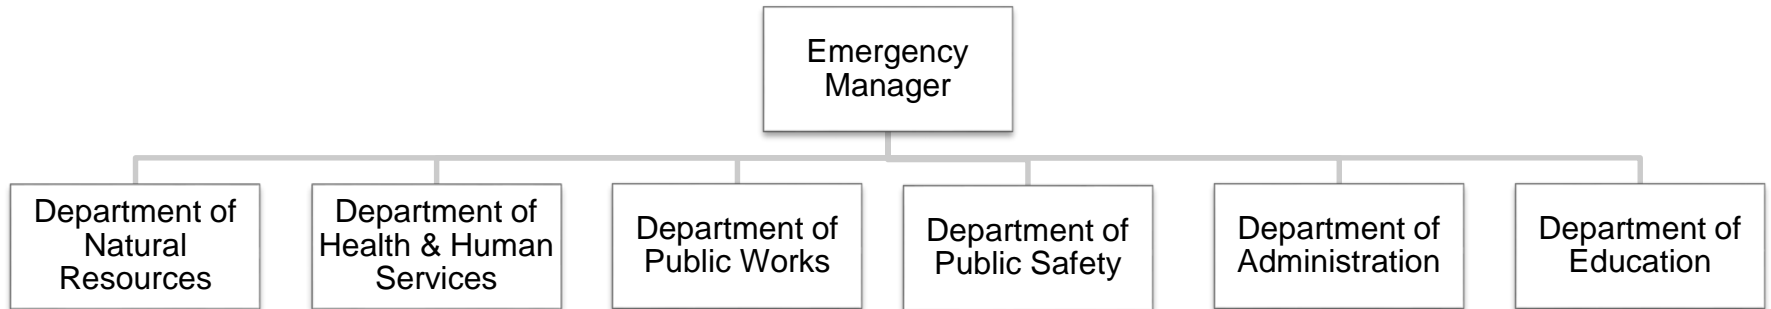 Emergency
Manager
Department of
Natural
Resources
Department of
Health & Human
Services
Department of
Public Works
Department of
Public Safety
Department of
Administration
Department of
Education